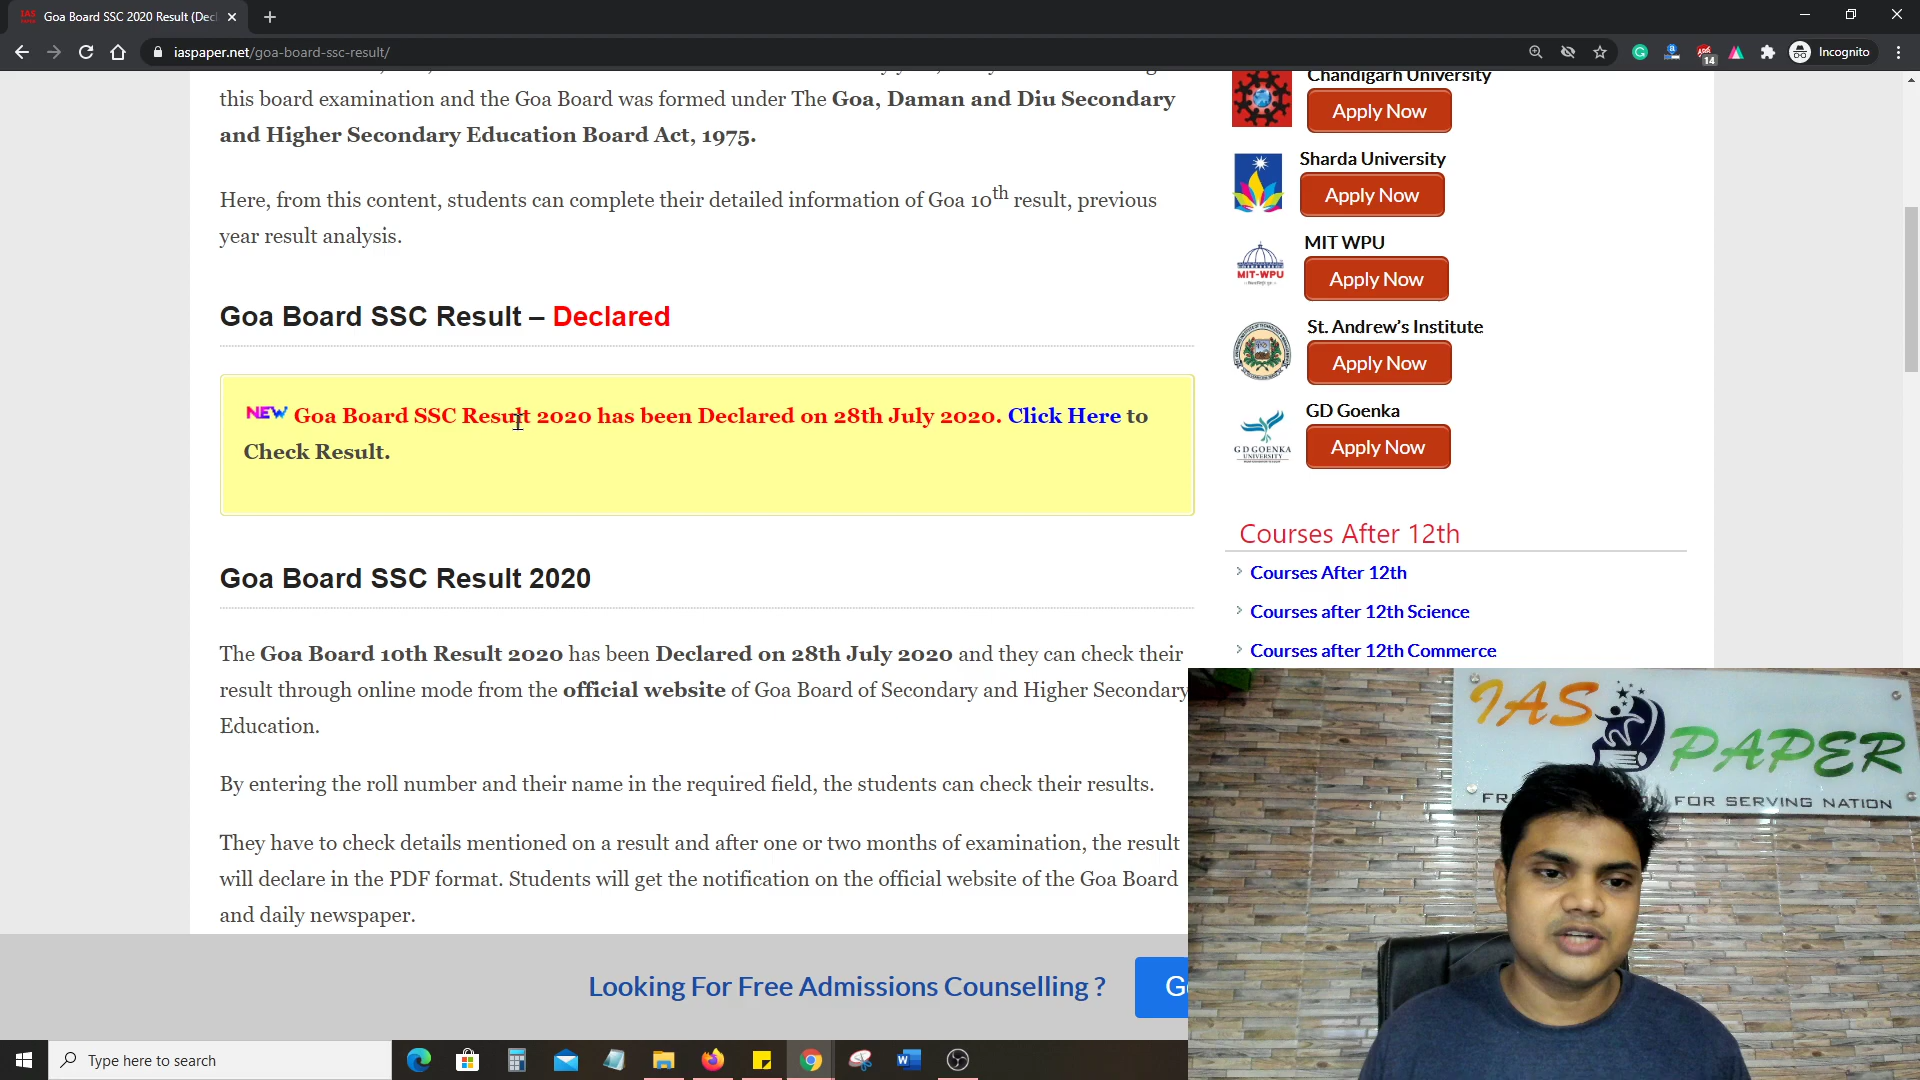 Goa Board SSC 2020 Result (Decl
iaspaper.net/goa-board-ssc-result/
14
Incognito
this board examination and the Goa Board was formed under The Goa, Daman and Diu Secondary
and Higher Secondary Education Board Act, 1975.
Here, from this content, students can complete their detailed information of Goa 10th result, previous
year result analysis.
Goa Board SSC Result – Declared
NEW Goa Board SSC Result 2020 has been Declared on 28th July 2020. Click Here to
Check Result.
Goa Board SSC Result 2020
The Goa Board 10th Result 2020 has been Declared on 28th July 2020 and they can check their
result through online mode from the official website of Goa Board of Secondary and Higher Secondary
Education.
By entering the roll number and their name in the required field, the students can check their results.
They have to check details mentioned on a result and after one or two months of examination, the result
will declare in the PDF format. Students will get the notification on the official website of the Goa Board
and daily newspaper.
Chandigarh University
Apply Now
Sharda University
Apply Now
MIT WPU
MIT-WPU
Apply Now
St. Andrew's Institute
Apply Now
GD Goenka
GD GOENKA
UNIVERSITY
Apply Now
Courses After 12th
Courses After 12th
Courses after 12th Science
Courses after 12th Commerce
IAS PAPER
FOR SERVING NATION
Looking For Free Admissions Counselling ?
Type here to search